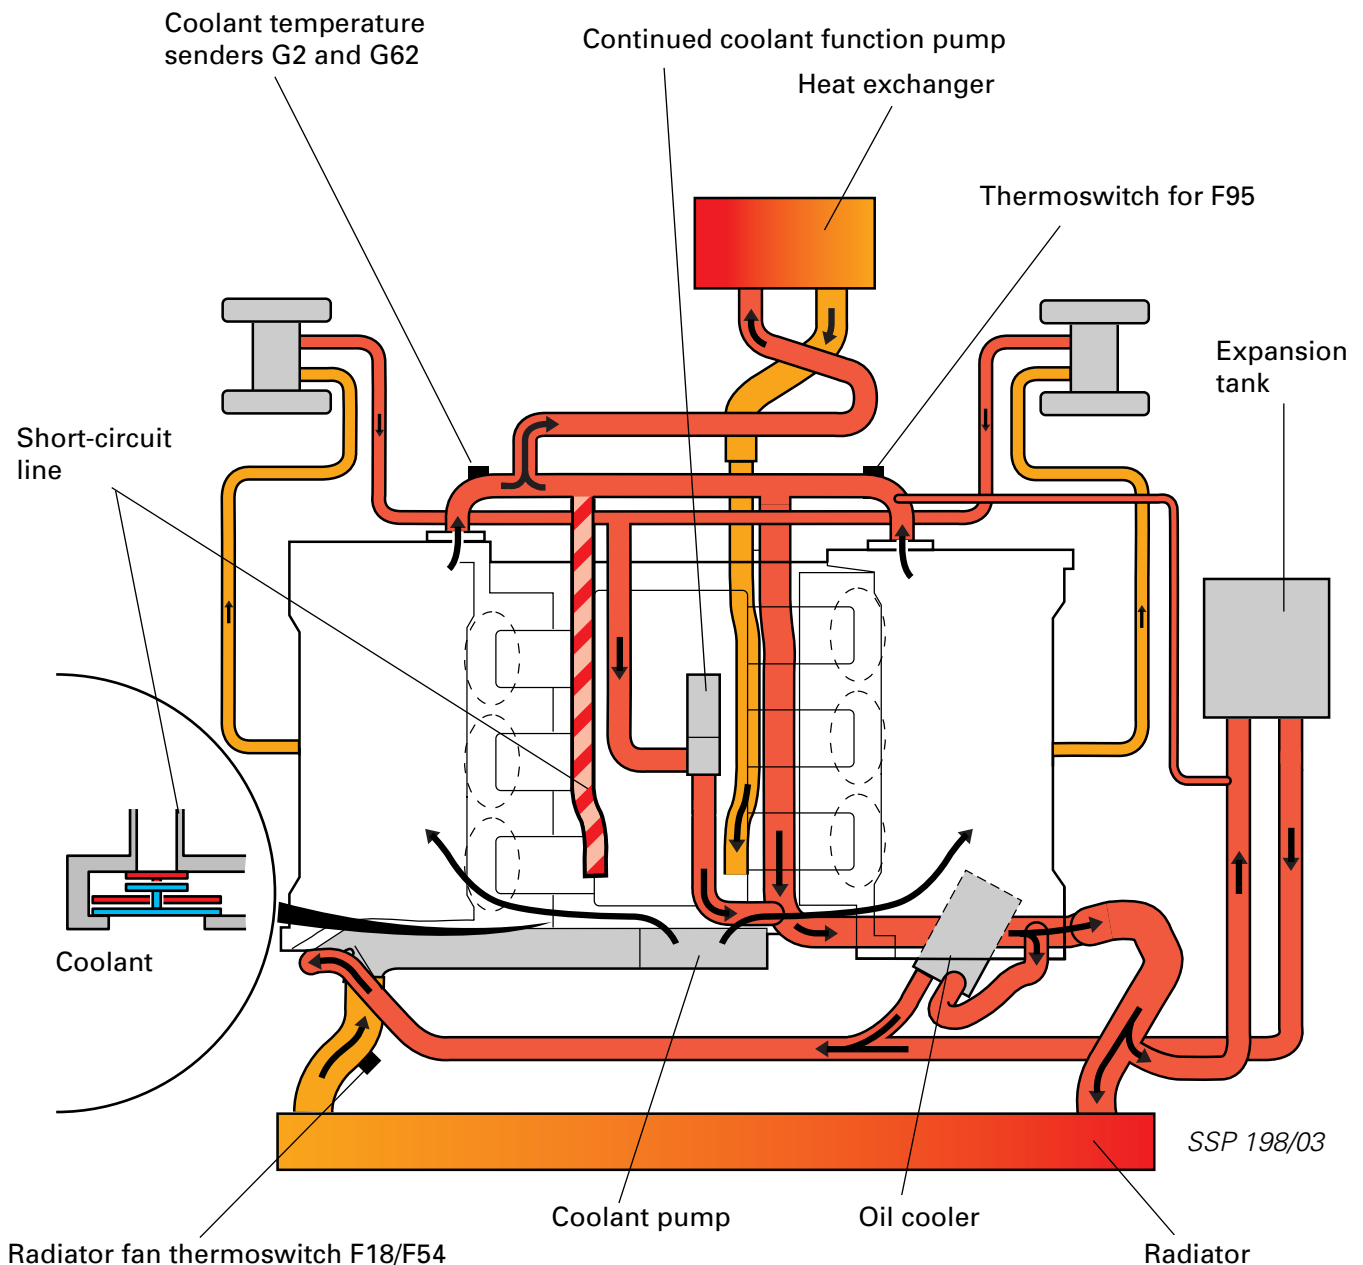 Coolant temperature
senders G2 and G62
Continued coolant function pump
Heat exchanger
Thermoswitch for F95
Expansion
tank
Short-circuit
line
Coolant
SSP 198/03
Coolant pump
Oil cooler
Radiator fan thermoswitch F18/F54
Radiator